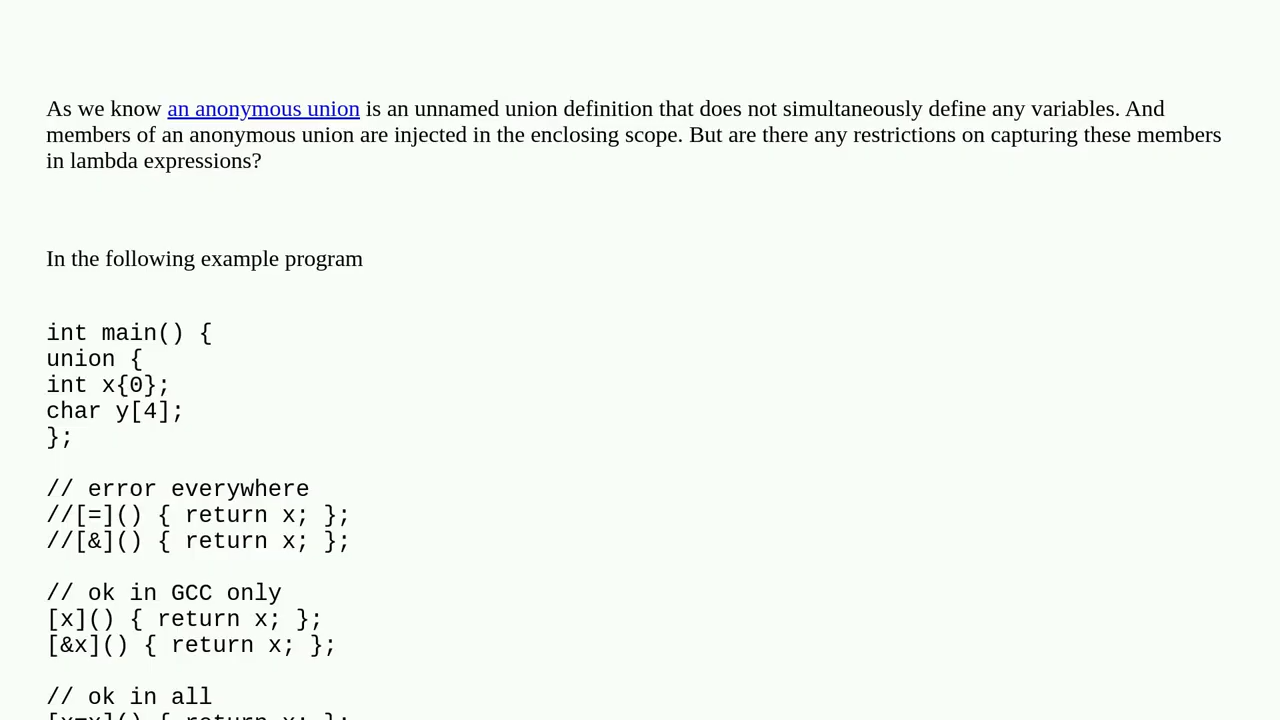 As we know an anonymous union is an unnamed union definition that does not simultaneously define any variables. And
members of an anonymous union are injected in the enclosing scope. But are there any restrictions on capturing these members
in lambda expressions?
In the following example program
int main() {
union {
int x{0};
char y[4];
};
// error everywhere
//[=]() { return x; };
//[&]() { return x; };
// ok in GCC only
[x]() { return x; };
[&x]() { return x; };
// ok in all
[x=x]() { return x; };